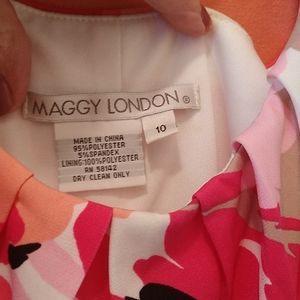 MAGGY LONDON ®
10
MADE IN CHINA
95%POLYESTER
5%SPANDEX
LINING:100%POLYESTER
RN 58142
DRY CLEAN ONLY